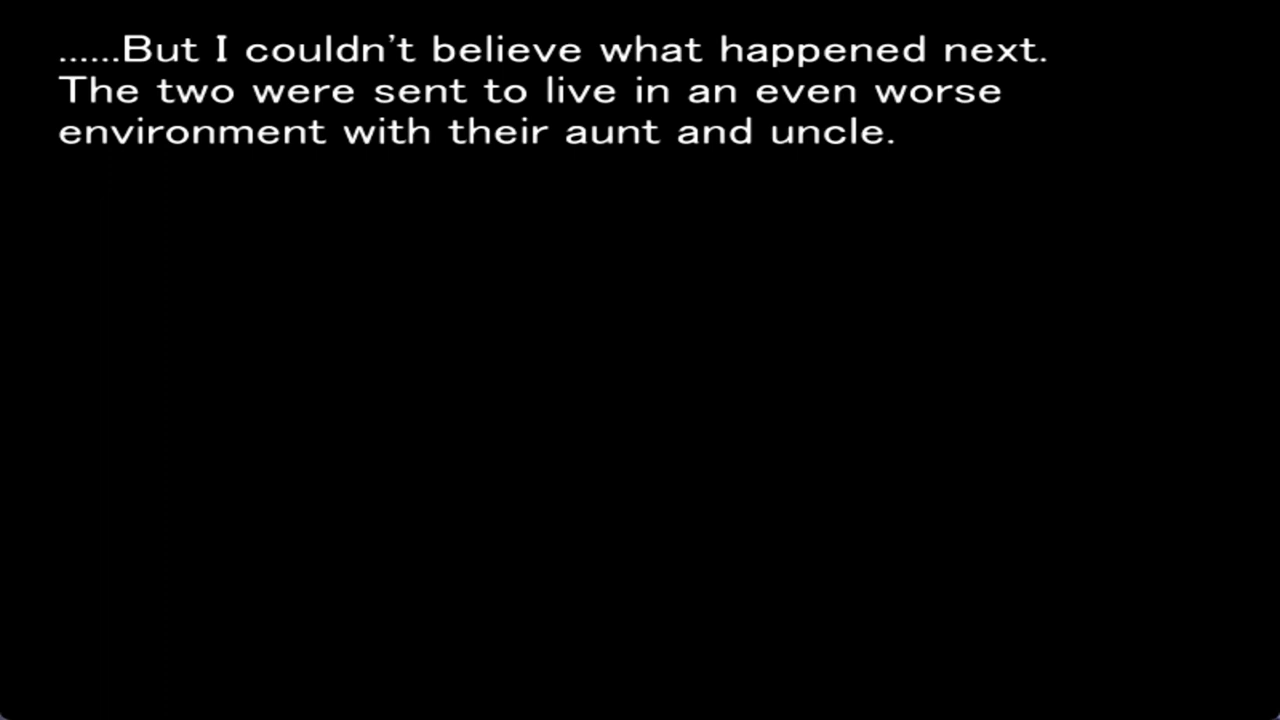 ......But I couldn't believe what happened next.
The two were sent to live in an even worse
environment with their aunt and uncle.